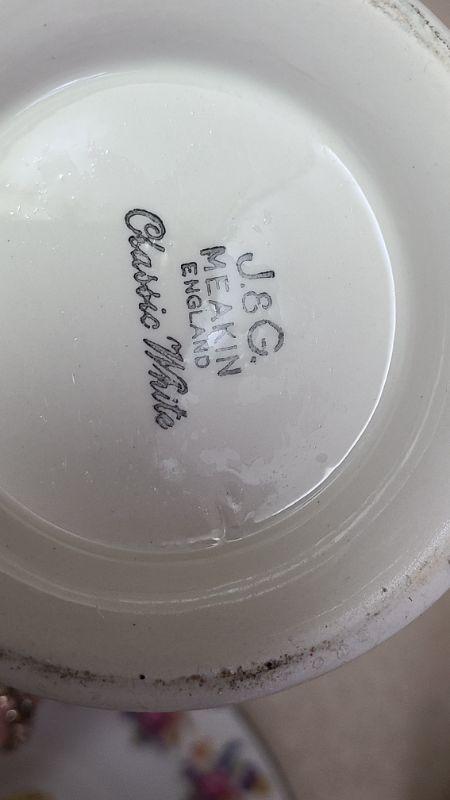 J.&G.
MEAKIN
ENGLAND
Classic White